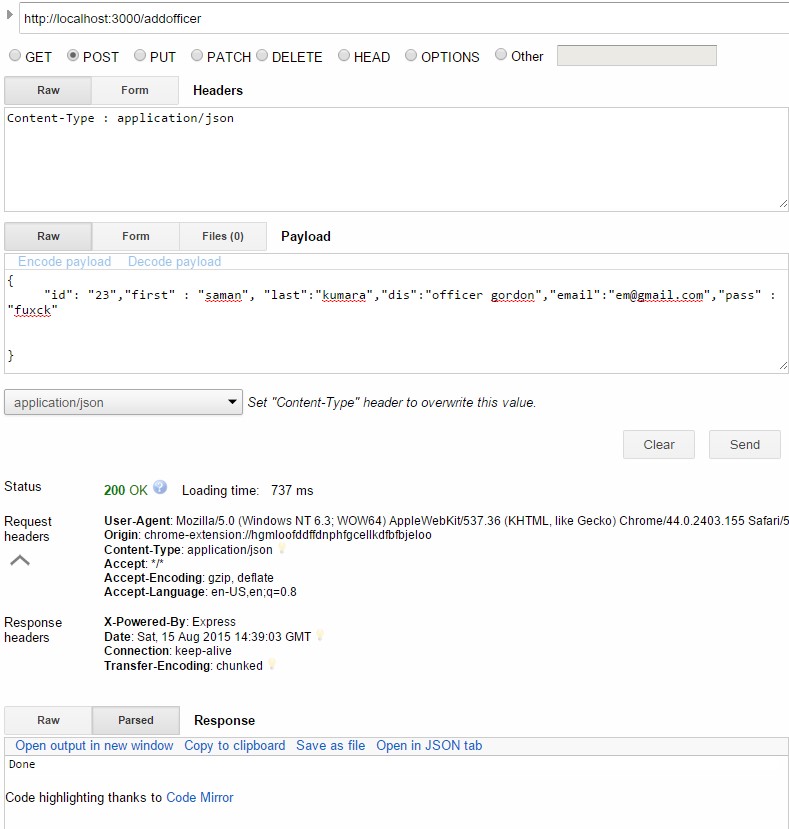 http://localhost:3000/addofficer
GET POST PUT PATCH DELETE HEAD OPTIONS Other
Raw Form Headers
Content-Type : application/json
Raw Form Files (0) Payload
Encode payload Decode payload
{
"id": "23","first" : "saman", "last":"kumara","dis":"officer gordon","email":"em@gmail.com","pass" :
"fuxck"
}
application/json Set "Content-Type" header to overwrite this value.
Clear Send
Status 200 OK ? Loading time: 737 ms
Request headers
User-Agent: Mozilla/5.0 (Windows NT 6.3; WOW64) AppleWebKit/537.36 (KHTML, like Gecko) Chrome/44.0.2403.155 Safari/5
Origin: chrome-extension://hgmloofddffdnphfgcellkdfbfbjeloo
Content-Type: application/json
Accept: */*
Accept-Encoding: gzip, deflate
Accept-Language: en-US,en;q=0.8
Response headers
X-Powered-By: Express
Date: Sat, 15 Aug 2015 14:39:03 GMT
Connection: keep-alive
Transfer-Encoding: chunked
Raw Parsed Response
Open output in new window Copy to clipboard Save as file Open in JSON tab
Done
Code highlighting thanks to Code Mirror